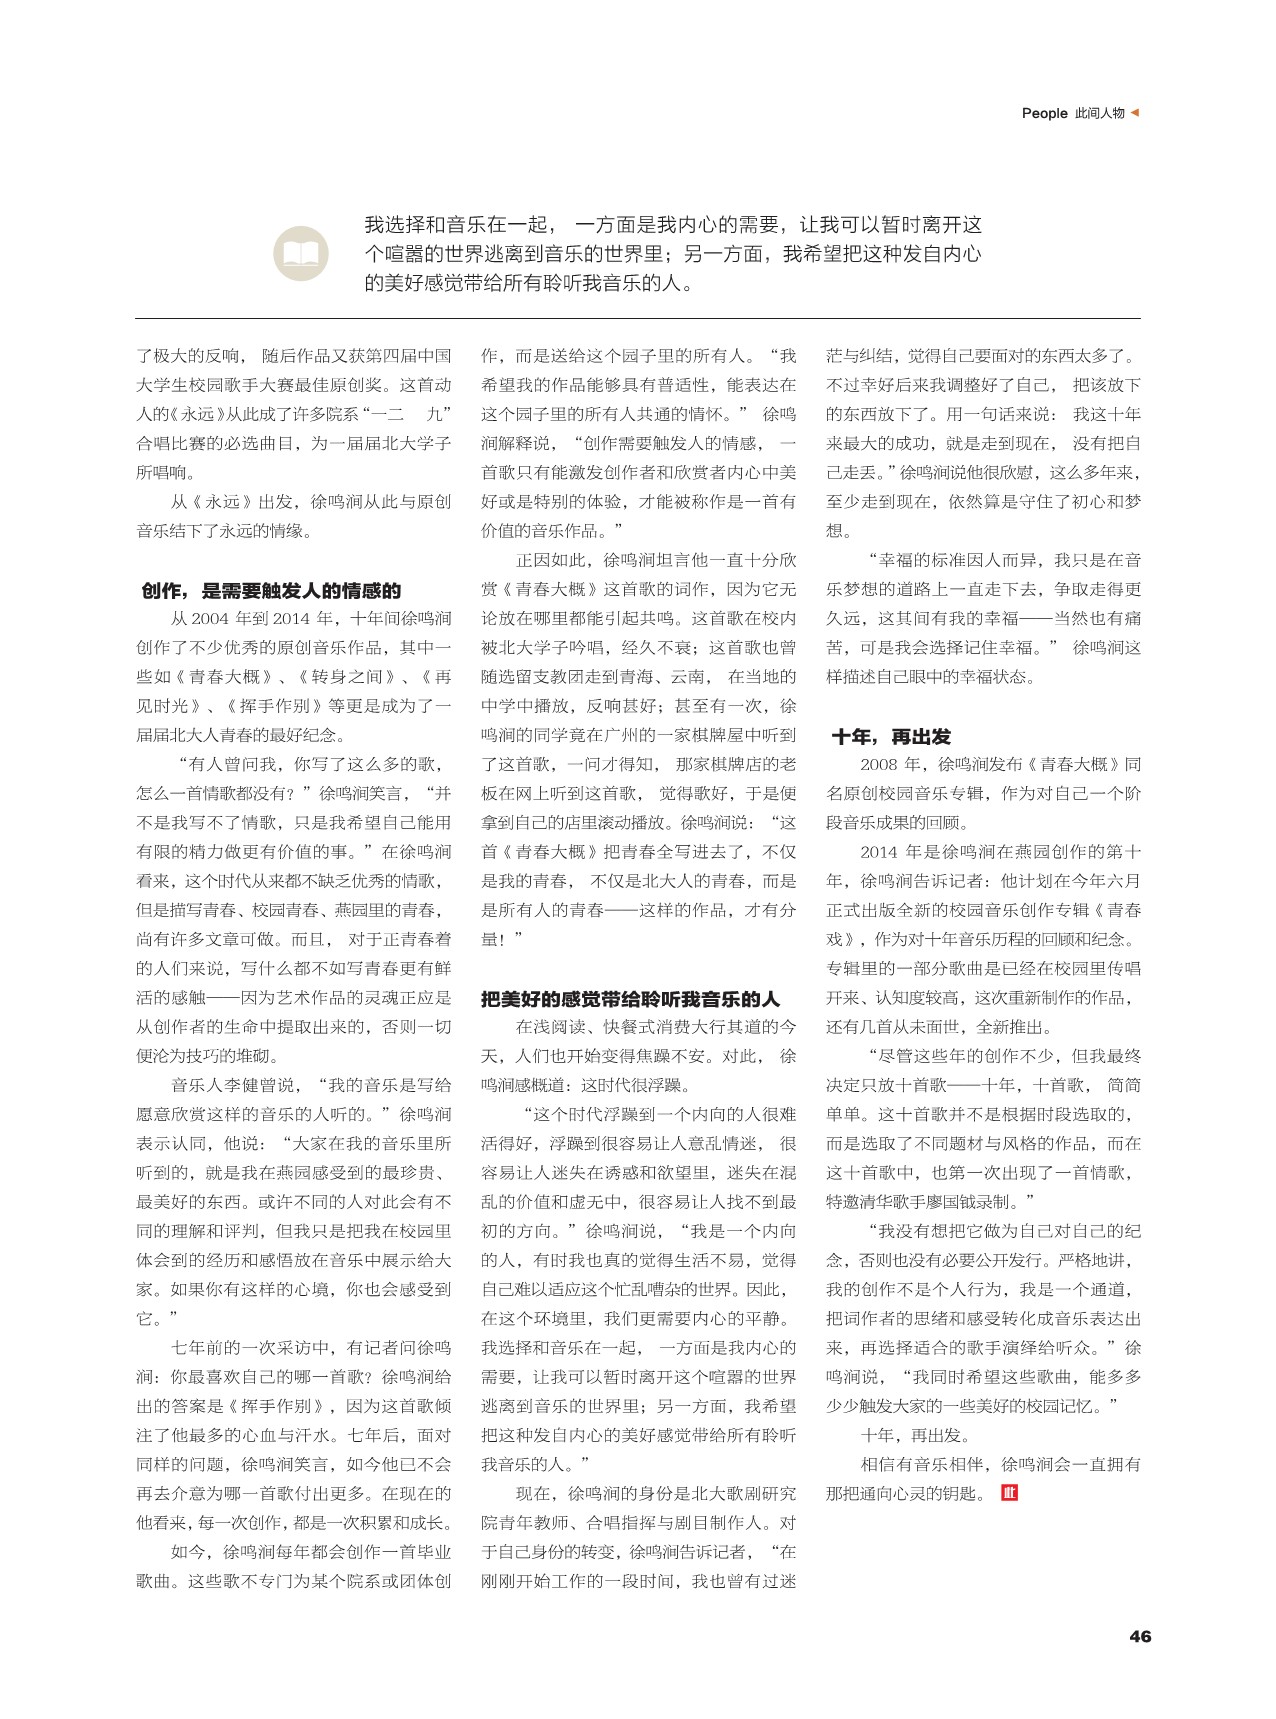 People 此间人物
我选择和音乐在一起， 一方面是我内心的需要，让我可以暂时离开这
个喧嚣的世界逃离到音乐的世界里；另一方面，我希望把这种发自内心
的美好感觉带给所有聆听我音乐的人。
了极大的反响， 随后作品又获第四届中国
大学生校园歌手大赛最佳原创奖。这首动
人的《永远》从此成了许多院系“一二 九”
合唱比赛的必选曲目，为一届届北大学子
所唱响。
从《永远》出发，徐鸣涧从此与原创
音乐结下了永远的情缘。
创作，是需要触发人的情感的
从 2004 年到 2014 年，十年间徐鸣涧
创作了不少优秀的原创音乐作品，其中一
些如《青春大概》、《转身之间》、《再
见时光》、《挥手作别》等更是成为了一
届届北大人青春的最好纪念。
“有人曾问我，你写了这么多的歌，
怎么一首情歌都没有？”徐鸣涧笑言，“并
不是我写不了情歌，只是我希望自己能用
有限的精力做更有价值的事。”在徐鸣涧
看来，这个时代从来都不缺乏优秀的情歌，
但是描写青春、校园青春、燕园里的青春，
尚有许多文章可做。而且， 对于正青春着
的人们来说，写什么都不如写青春更有鲜
活的感触——因为艺术作品的灵魂正应是
从创作者的生命中提取出来的，否则一切
便沦为技巧的堆砌。
音乐人李健曾说，“我的音乐是写给
愿意欣赏这样的音乐的人听的。”徐鸣涧
表示认同，他说：“大家在我的音乐里所
听到的，就是我在燕园感受到的最珍贵、
最美好的东西。或许不同的人对此会有不
同的理解和评判，但我只是把我在校园里
体会到的经历和感悟放在音乐中展示给大
家。如果你有这样的心境，你也会感受到
它。”
七年前的一次采访中，有记者问徐鸣
涧：你最喜欢自己的哪一首歌？徐鸣涧给
出的答案是《挥手作别》，因为这首歌倾
注了他最多的心血与汗水。七年后，面对
同样的问题，徐鸣涧笑言，如今他已不会
再去介意为哪一首歌付出更多。在现在的
他看来，每一次创作，都是一次积累和成长。
如今，徐鸣涧每年都会创作一首毕业
歌曲。这些歌不专门为某个院系或团体创
作，而是送给这个园子里的所有人。“我
希望我的作品能够具有普适性，能表达在
这个园子里的所有人共通的情怀。” 徐鸣
涧解释说，“创作需要触发人的情感， 一
首歌只有能激发创作者和欣赏者内心中美
好或是特别的体验，才能被称作是一首有
价值的音乐作品。”
正因如此，徐鸣涧坦言他一直十分欣
赏《青春大概》这首歌的词作，因为它无
论放在哪里都能引起共鸣。这首歌在校内
被北大学子吟唱，经久不衰；这首歌也曾
随选留支教团走到青海、云南， 在当地的
中学中播放，反响甚好；甚至有一次，徐
鸣涧的同学竟在广州的一家棋牌屋中听到
了这首歌，一问才得知， 那家棋牌店的老
板在网上听到这首歌， 觉得歌好，于是便
拿到自己的店里滚动播放。徐鸣涧说：“这
首《青春大概》把青春全写进去了，不仅
是我的青春， 不仅是北大人的青春，而是
是所有人的青春——这样的作品，才有分
量！”
把美好的感觉带给聆听我音乐的人
在浅阅读、快餐式消费大行其道的今
天，人们也开始变得焦躁不安。对此， 徐
鸣涧感概道：这时代很浮躁。
“这个时代浮躁到一个内向的人很难
活得好，浮躁到很容易让人意乱情迷， 很
容易让人迷失在诱惑和欲望里，迷失在混
乱的价值和虚无中，很容易让人找不到最
初的方向。”徐鸣涧说，“我是一个内向
的人，有时我也真的觉得生活不易，觉得
自己难以适应这个忙乱嘈杂的世界。因此，
在这个环境里，我们更需要内心的平静。
我选择和音乐在一起， 一方面是我内心的
需要，让我可以暂时离开这个喧嚣的世界
逃离到音乐的世界里；另一方面，我希望
把这种发自内心的美好感觉带给所有聆听
我音乐的人。”
现在，徐鸣涧的身份是北大歌剧研究
院青年教师、合唱指挥与剧目制作人。对
于自己身份的转变，徐鸣涧告诉记者，“在
刚刚开始工作的一段时间，我也曾有过迷
茫与纠结，觉得自己要面对的东西太多了。
不过幸好后来我调整好了自己， 把该放下
的东西放下了。用一句话来说： 我这十年
来最大的成功，就是走到现在， 没有把自
己走丢。”徐鸣涧说他很欣慰，这么多年来，
至少走到现在，依然算是守住了初心和梦
想。
“幸福的标准因人而异，我只是在音
乐梦想的道路上一直走下去，争取走得更
久远，这其间有我的幸福——当然也有痛
苦，可是我会选择记住幸福。” 徐鸣涧这
样描述自己眼中的幸福状态。
十年，再出发
2008 年，徐鸣涧发布《青春大概》同
名原创校园音乐专辑，作为对自己一个阶
段音乐成果的回顾。
2014 年是徐鸣涧在燕园创作的第十
年，徐鸣涧告诉记者：他计划在今年六月
正式出版全新的校园音乐创作专辑《青春
戏》，作为对十年音乐历程的回顾和纪念。
专辑里的一部分歌曲是已经在校园里传唱
开来、认知度较高，这次重新制作的作品，
还有几首从未面世，全新推出。
“尽管这些年的创作不少，但我最终
决定只放十首歌——十年，十首歌， 简简
单单。这十首歌并不是根据时段选取的，
而是选取了不同题材与风格的作品，而在
这十首歌中，也第一次出现了一首情歌，
特邀清华歌手廖国钺录制。”
“我没有想把它做为自己对自己的纪
念，否则也没有必要公开发行。严格地讲，
我的创作不是个人行为，我是一个通道，
把词作者的思绪和感受转化成音乐表达出
来，再选择适合的歌手演绎给听众。”徐
鸣涧说，“我同时希望这些歌曲，能多多
少少触发大家的一些美好的校园记忆。”
十年，再出发。
相信有音乐相伴，徐鸣涧会一直拥有
那把通向心灵的钥匙。
46